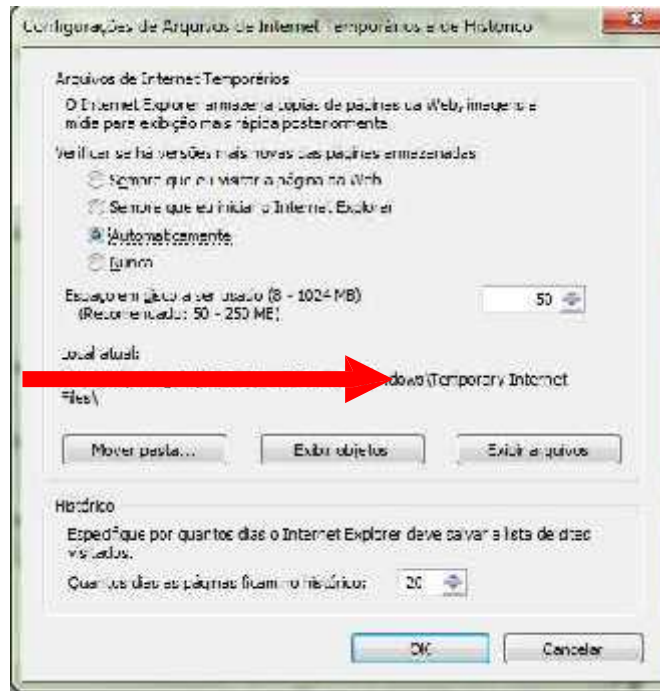 Configurações de Arquivos de Internet Temporários e de Histórico
Arquivos de Internet Temporários
O Internet Explorer armazena cópias de páginas da Web, imagens e
mídia para exibição mais rápida posteriormente.
Verificar se há versões mais novas das páginas armazenadas
Sempre que eu visitar a página da Web
Sempre que eu iniciar o Internet Explorer
Automaticamente
Nunca
Espaço em disco a ser usado (8 - 1024 MB)
50
(Recomendado: 50 - 250 MB)
Local atual:
dows\Temporary Internet
Files\
Mover pasta...
Exibir objetos
Exibir arquivos
Histórico
Especifique por quantos dias o Internet Explorer deve salvar a lista de sites
visitados.
Quantos dias as páginas ficam no histórico:
20
OK
Cancelar